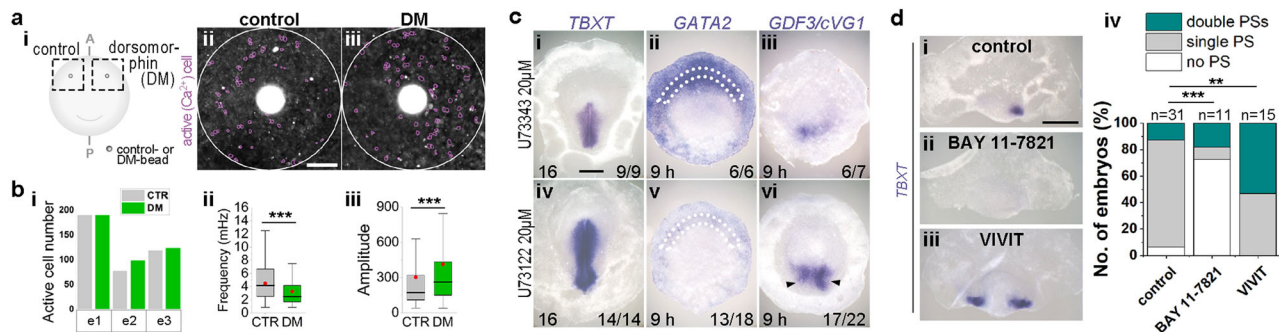 a
i
control
A
dorsomor-
phin
(DM)
P
control- or
DM-bead
active (Ca²⁺) cell
control
DM
ii
iii
b
i
CTR
DM
Active cell number
200
150
100
50
0
e1 e2 e3
ii
***
Frequency (mHz)
16
14
12
10
8
6
4
2
0
CTR DM
iii
***
Amplitude
900
600
300
0
CTR DM
c
TBXT GATA2 GDF3/cVG1
U73343 20µM
i
16 9/9
ii
9 h 6/6
iii
9 h 6/7
U73122 20µM
iv
16 14/14
v
9 h 13/18
vi
9 h 17/22
d
TBXT
i
control
ii
BAY 11-7821
iii
VIVIT
iv
double PSs
single PS
no PS
**
***
n=31 n=11 n=15
No. of embryos (%)
100
80
60
40
20
0
control
BAY 11-7821
VIVIT